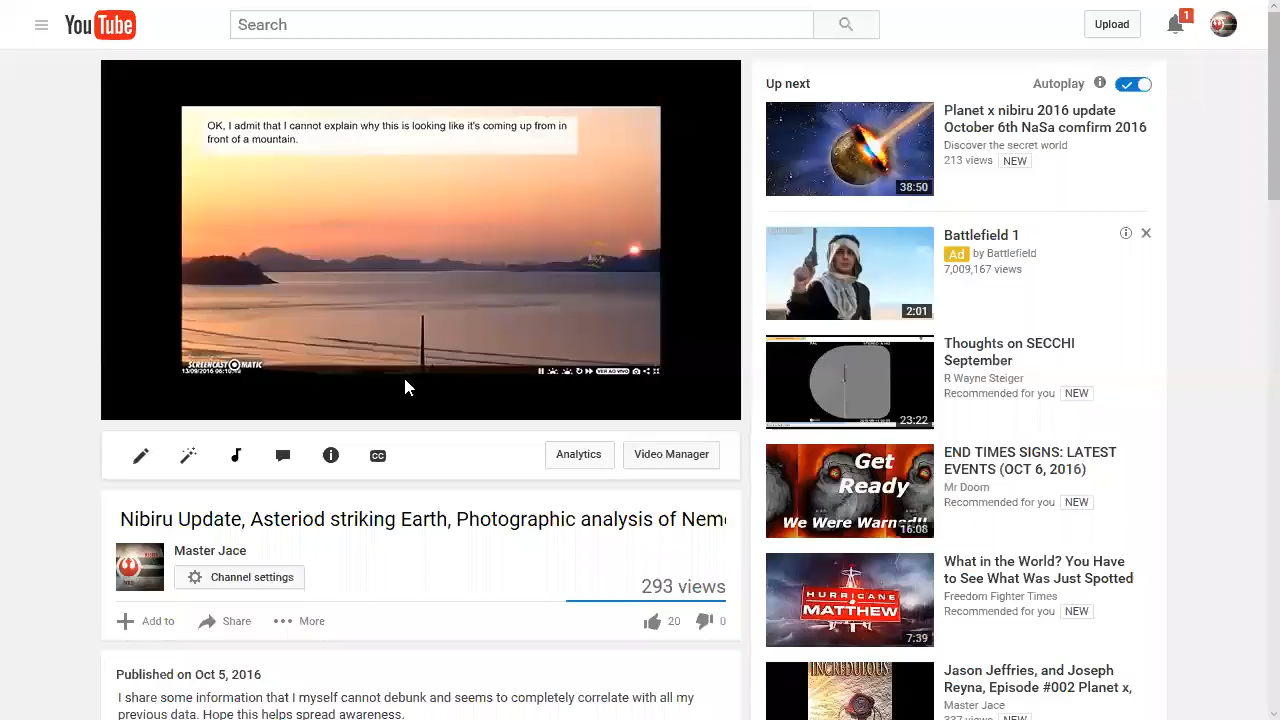 YouTube
Search
Upload
1
OK, I admit that I cannot explain why this is looking like it's coming up from in
front of a mountain.
SCREENCAST-O-MATIC
VER AO VIVO
CC
Analytics
Video Manager
Nibiru Update, Asteriod striking Earth, Photographic analysis of Nem
Master Jace
Channel settings
293 views
Add to
Share
More
20
0
Published on Oct 5, 2016
I share some information that I myself cannot debunk and seems to completely correlate with all my
previous data. Hope this helps spread awareness.
Up next
Autoplay
Planet x nibiru 2016 update
October 6th NaSa comfirm 2016
Discover the secret world
213 views NEW
38:50
Battlefield 1
Ad by Battlefield
7,009,167 views
2:01
Thoughts on SECCHI
September
R Wayne Steiger
Recommended for you NEW
23:22
Get
Ready
We Were Warned!!
16:08
END TIMES SIGNS: LATEST
EVENTS (OCT 6, 2016)
Mr Doom
Recommended for you NEW
HURRICANE
MATTHEW
7:39
What in the World? You Have
to See What Was Just Spotted
Freedom Fighter Times
Recommended for you NEW
INCREDULOUS
Jason Jeffries, and Joseph
Reyna, Episode #002 Planet x,
Master Jace
337 views NEW